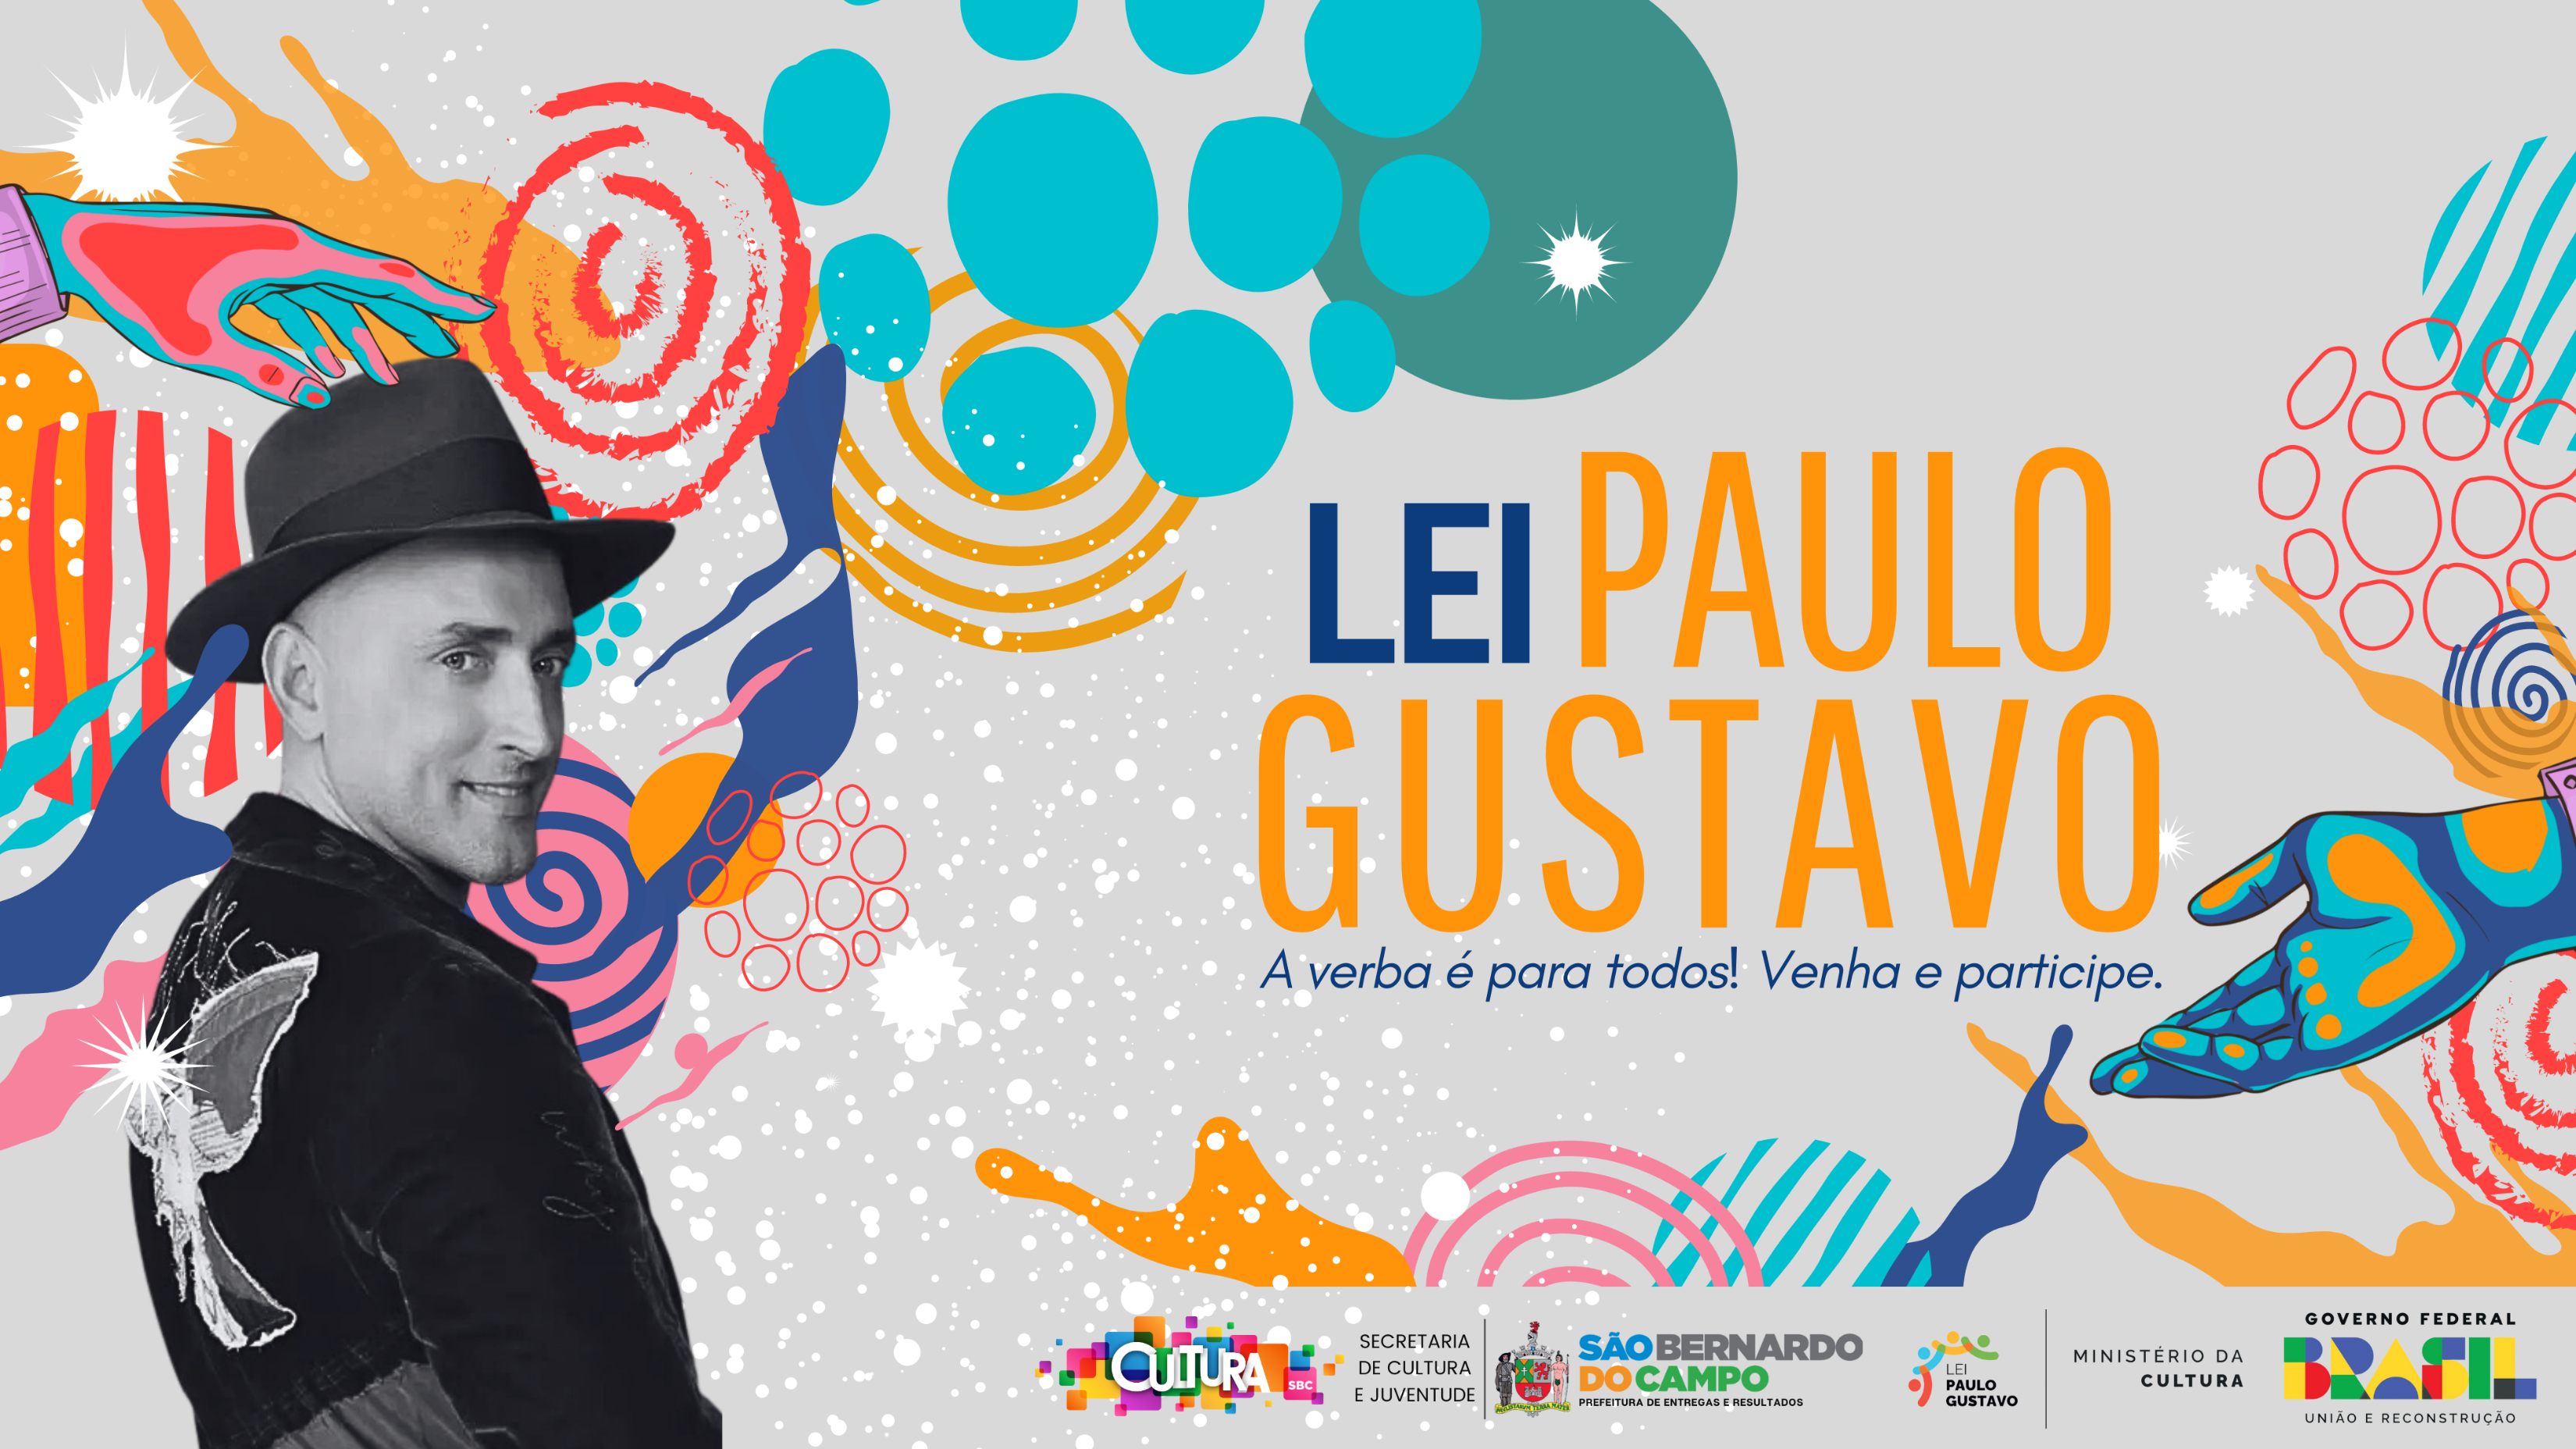 LEI PAULO
GUSTAVO
A verba é para todos! Venha e participe.
CULTURA
SBC
SECRETARIA
DE CULTURA
E JUVENTUDE
SÃO BERNARDO
DO CAMPO
PREFEITURA DE ENTREGAS E RESULTADOS
LEI
PAULO
GUSTAVO
MINISTÉRIO DA
CULTURA
GOVERNO FEDERAL
BRASIL
UNIÃO E RECONSTRUÇÃO